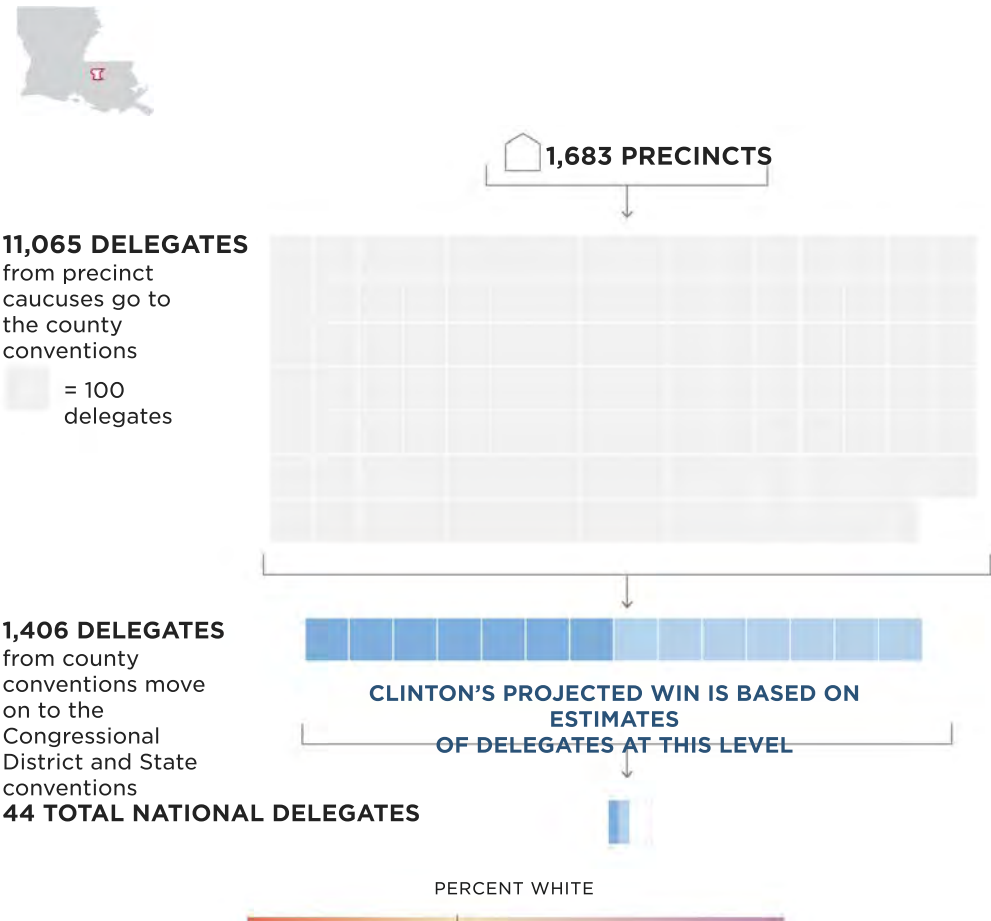 1,683 PRECINCTS
11,065 DELEGATES
from precinct
caucuses go to
the county
conventions
= 100
delegates
1,406 DELEGATES
from county
conventions move
on to the
Congressional
District and State
conventions
CLINTON’S PROJECTED WIN IS BASED ON
ESTIMATES
OF DELEGATES AT THIS LEVEL
44 TOTAL NATIONAL DELEGATES
PERCENT WHITE